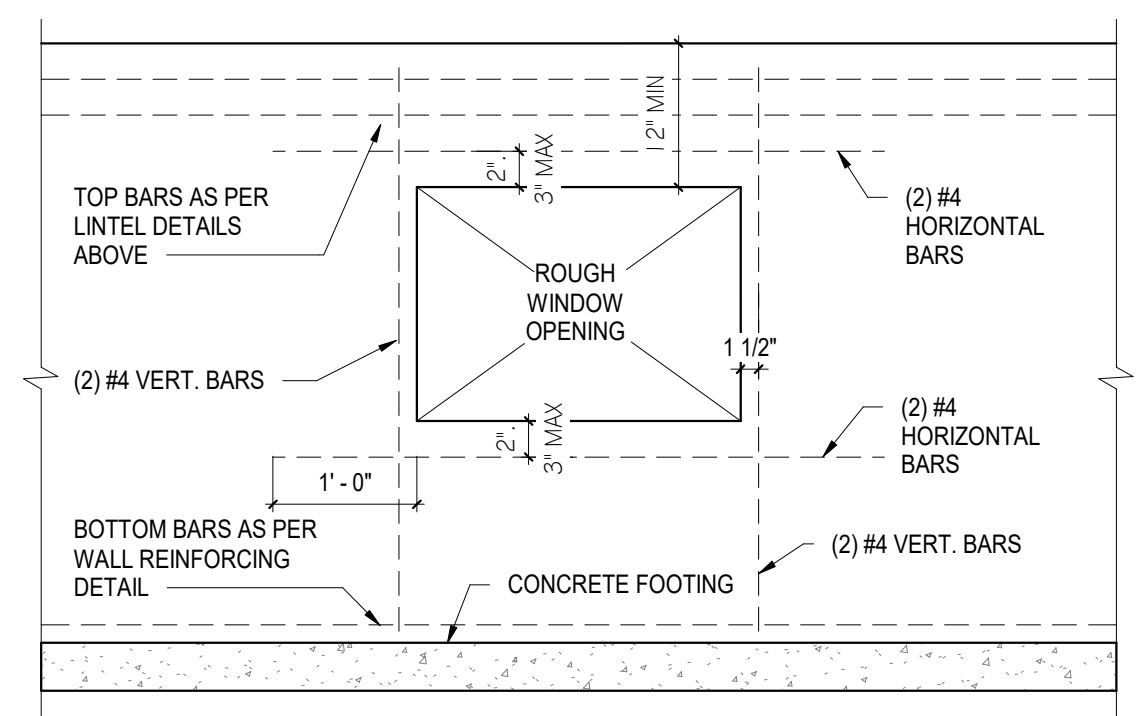 12" MIN
2".
3" MAX
TOP BARS AS PER
LINTEL DETAILS
ABOVE
(2) #4
HORIZONTAL
BARS
ROUGH
WINDOW
OPENING
1 1/2"
(2) #4 VERT. BARS
2".
3" MAX
(2) #4
HORIZONTAL
BARS
1' - 0"
BOTTOM BARS AS PER
WALL REINFORCING
DETAIL
(2) #4 VERT. BARS
CONCRETE FOOTING